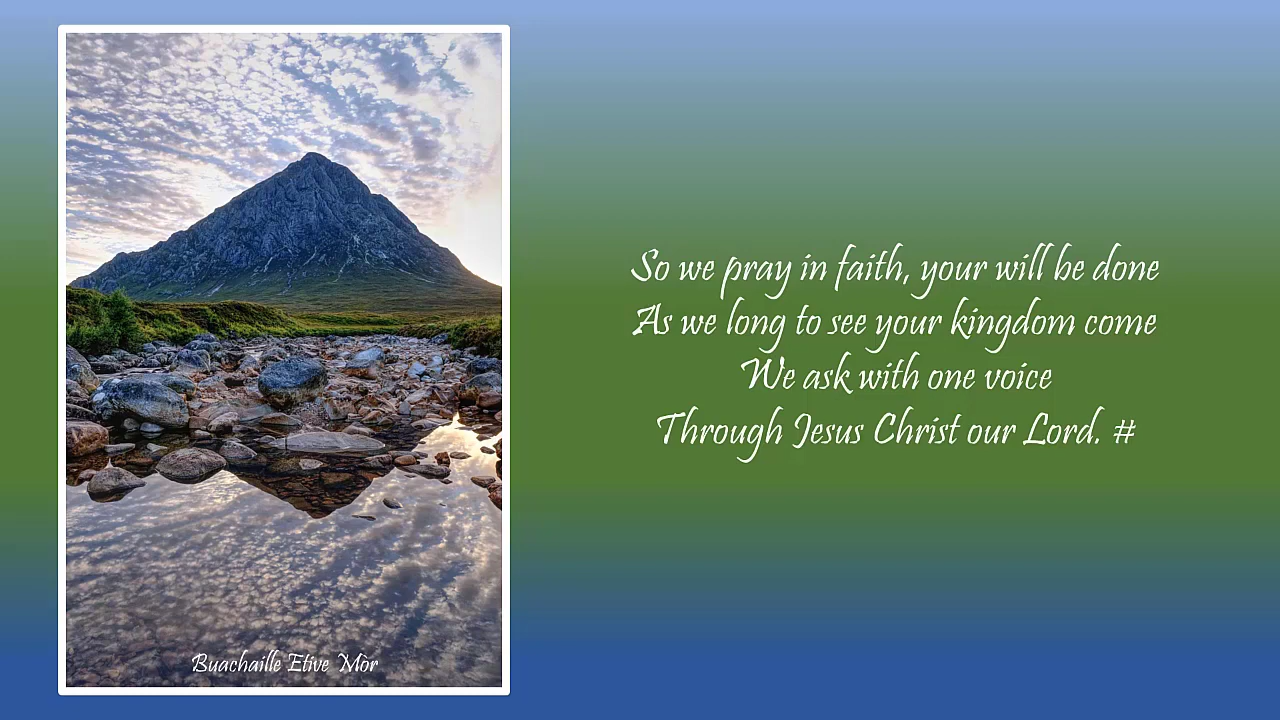 So we pray in faith, your will be done
As we long to see your kingdom come
We ask with one voice
Through Jesus Christ our Lord. #
Buachaille Etive Mòr